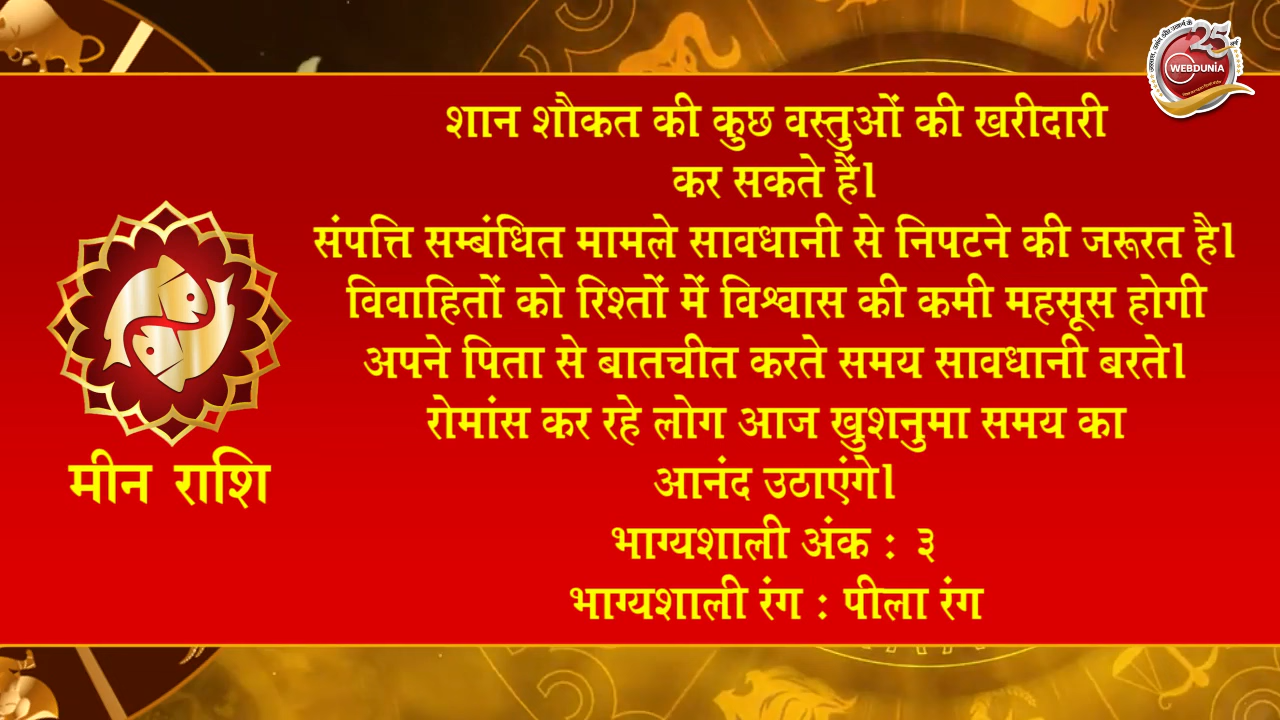 शान शौकत की कुछ वस्तुओं की खरीदारी
कर सकते हैं।
संपत्ति सम्बंधित मामले सावधानी से निपटने की जरूरत है।
विवाहितों को रिश्तों में विश्वास की कमी महसूस होगी
अपने पिता से बातचीत करते समय सावधानी बरते।
रोमांस कर रहे लोग आज खुशनुमा समय का
आनंद उठाएंगे।
भाग्यशाली अंक : ३
भाग्यशाली रंग : पीला रंग
मीन राशि
25
WEBDUNIA